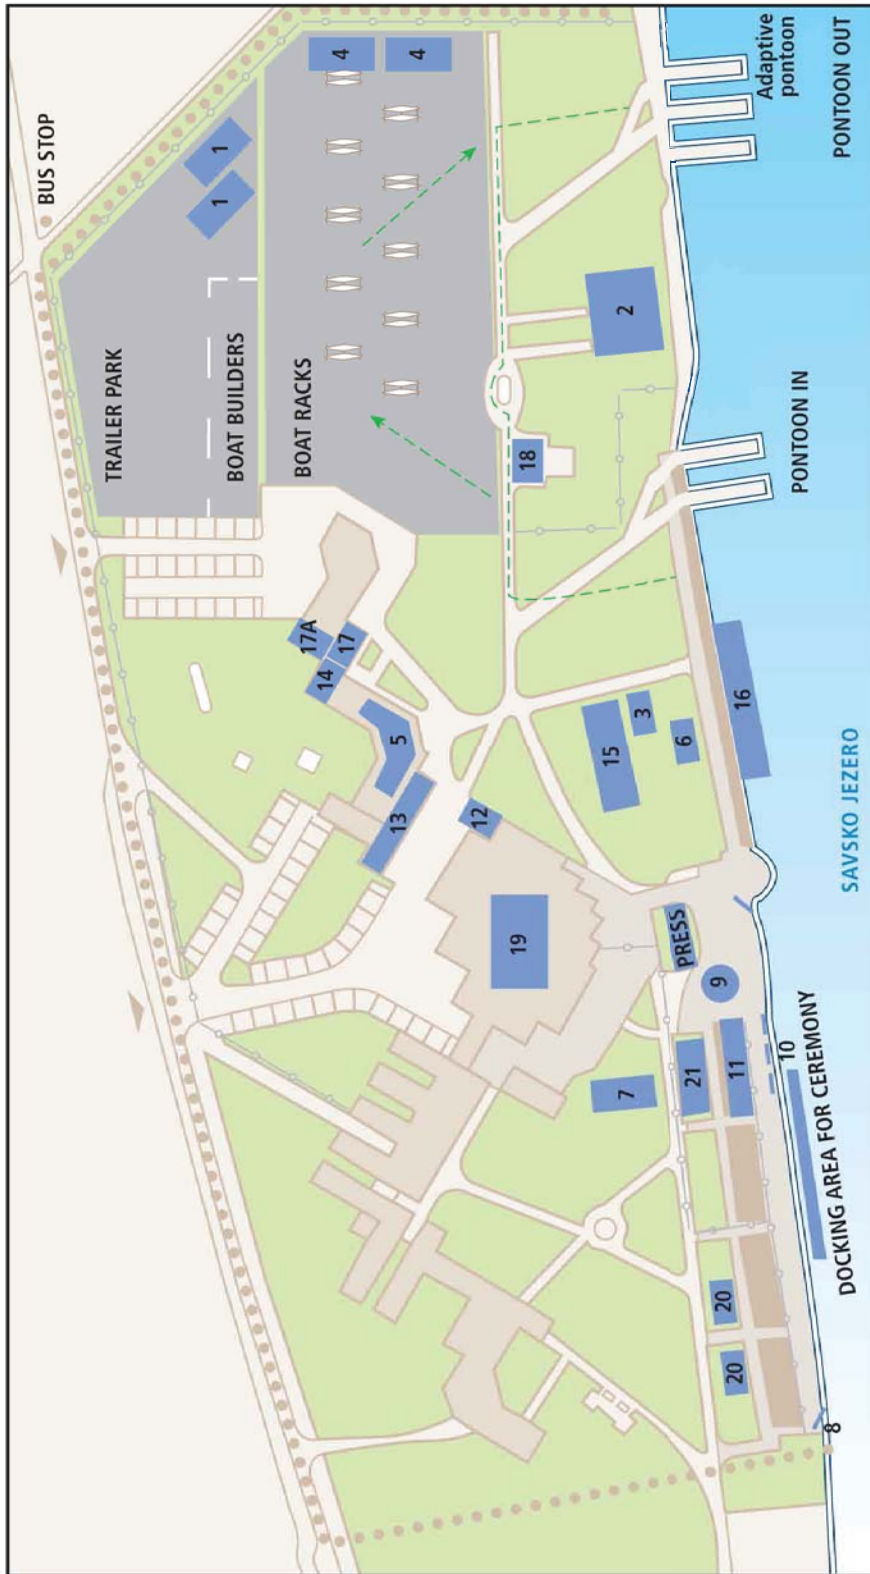 BUS STOP
TRAILER PARK
BOAT BUILDERS
BOAT RACKS
1
1
4
4
17A
17
14
5
13
12
18
2
Adaptive
pontoon
PONTOON OUT
PONTOON IN
15
3
6
16
19
PRESS
9
7
21
11
10
DOCKING AREA FOR CEREMONY
20
20
8
SAVSKO JEZERO